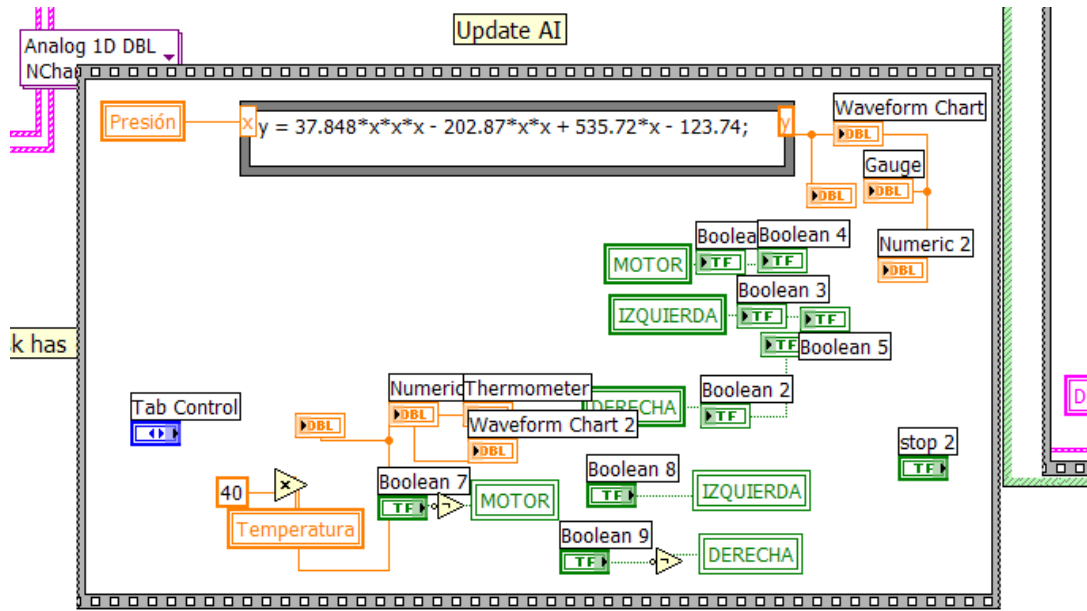 Update AI
Analog 1D DBL
NCha
Presión
x
y = 37.848*x*x*x - 202.87*x*x + 535.72*x - 123.74;
y
Waveform Chart
DBL
Gauge
DBL
DBL
Numeric 2
DBL
Boolea
Boolean 4
MOTOR
TF
TF
Boolean 3
IZQUIERDA
TF
TF
TF
Boolean 5
k has
Tab Control
Numeric
Thermometer
DERECHA
Boolean 2
DBL
DBL
TF
Waveform Chart 2
DBL
stop 2
TF
40
x
Boolean 7
TF
MOTOR
Boolean 8
TF
IZQUIERDA
Temperatura
Boolean 9
TF
DERECHA
D